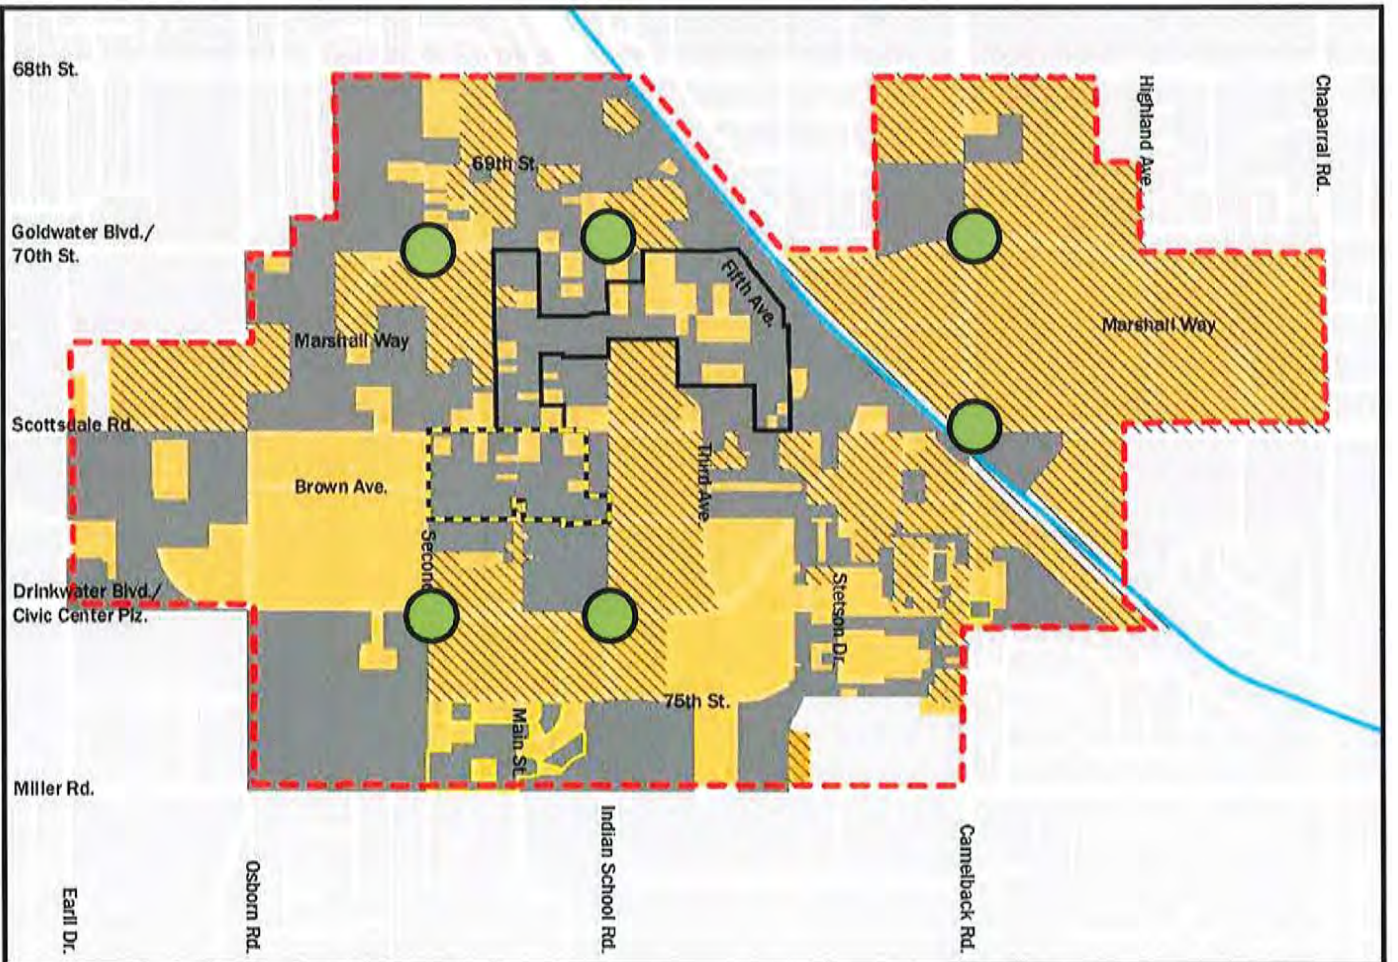 68th St.
Highland Ave.
Chaparral Rd.
69th St.
Goldwater Blvd./
70th St.
Fifth Ave.
Marshall Way
Marshall Way
Scottsdale Rd.
Third Ave.
Brown Ave.
Second
Drinkwater Blvd./
Civic Center Plz.
Stetson Dr.
75th St.
Main St.
Miller Rd.
Indian School Rd.
Camelback Rd.
Osborn Rd.
Earll Dr.